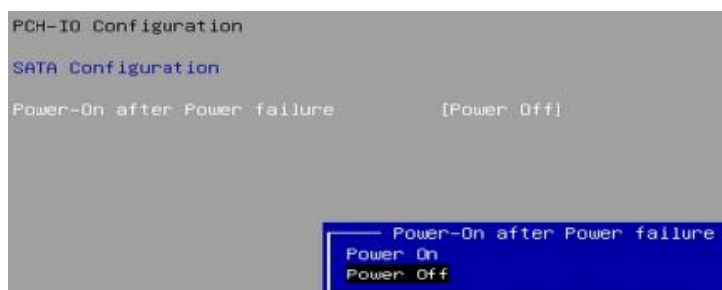 PCH-IO Configuration
SATA Configuration
Power-On after Power failure [Power Off]
Power-On after Power failure
Power On
Power Off